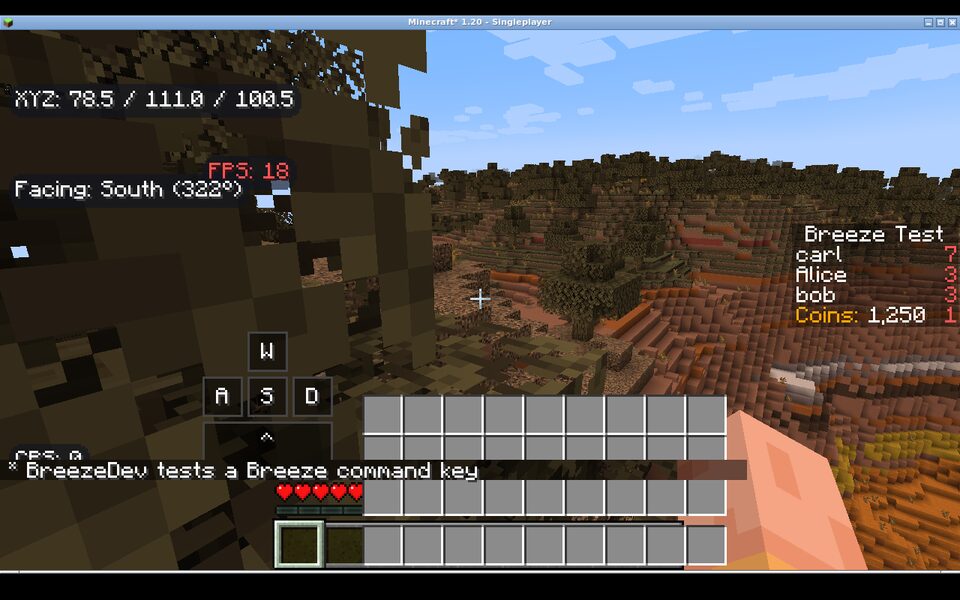 Minecraft* 1.20 - Singleplayer
XYZ: 78.5 / 111.0 / 100.5
FPS: 18
Facing: South (322º)
Breeze Test
carl 7
Alice 3
bob 3
Coins: 1,250 1
W
A S D
^
CPS: 0
* BreezeDev tests a Breeze command key